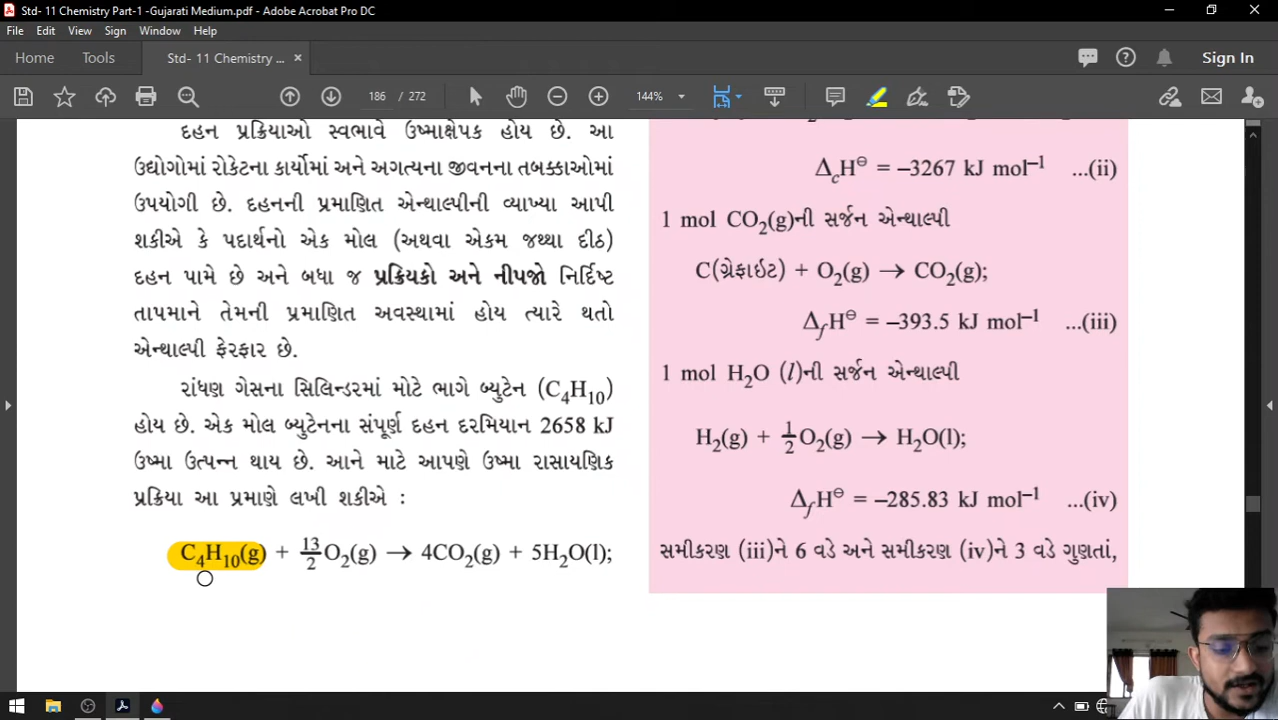 Std- 11 Chemistry Part-1 -Gujarati Medium.pdf - Adobe Acrobat Pro DC
File Edit View Sign Window Help
Home Tools Std- 11 Chemistry ... × Sign In
186 / 272 144%
દહન પ્રક્રિયાઓ સ્વભાવે ઉષ્માક્ષેપક હોય છે. આ
ઉદ્યોગોમાં રોકેટના કાર્યોમાં અને અગત્યના જીવનના તબક્કાઓમાં
ઉપયોગી છે. દહનની પ્રમાણિત એન્થાલ્પીની વ્યાખ્યા આપી
શકીએ કે પદાર્થનો એક મોલ (અથવા એકમ જથ્થા દીઠ)
દહન પામે છે અને બધા જ પ્રક્રિયકો અને નીપજો નિર્દિષ્ટ
તાપમાને તેમની પ્રમાણિત અવસ્થામાં હોય ત્યારે થતો
એન્થાલ્પી ફેરફાર છે.
રાંધણ ગેસના સિલિન્ડરમાં મોટે ભાગે બ્યુટેન (C₄H₁₀)
હોય છે. એક મોલ બ્યુટેનના સંપૂર્ણ દહન દરમિયાન 2658 kJ
ઉષ્મા ઉત્પન્ન થાય છે. આને માટે આપણે ઉષ્મા રાસાયણિક
પ્રક્રિયા આ પ્રમાણે લખી શકીએ :
C₄H₁₀(g) + 13/2 O₂(g) → 4CO₂(g) + 5H₂O(l);
Δ_cH^⊖ = –3267 kJ mol⁻¹ ...(ii)
1 mol CO₂(g)ની સર્જન એન્થાલ્પી
C(ગ્રેફાઇટ) + O₂(g) → CO₂(g);
Δ_fH^⊖ = –393.5 kJ mol⁻¹ ...(iii)
1 mol H₂O (l)ની સર્જન એન્થાલ્પી
H₂(g) + 1/2 O₂(g) → H₂O(l);
Δ_fH^⊖ = –285.83 kJ mol⁻¹ ...(iv)
સમીકરણ (iii)ને 6 વડે અને સમીકરણ (iv)ને 3 વડે ગુણતાં,